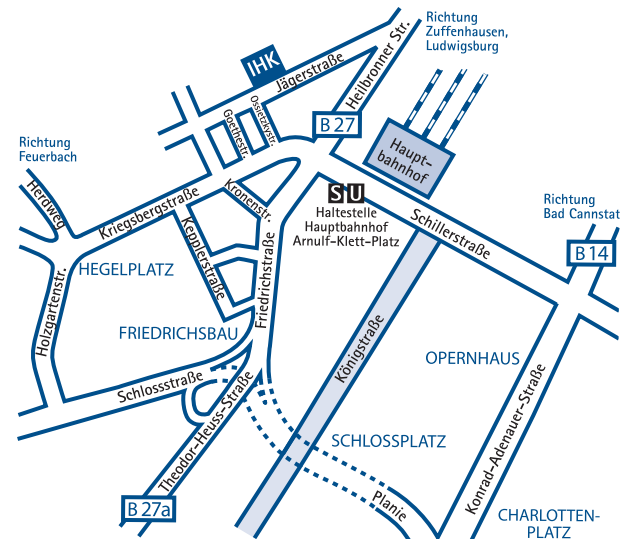 Richtung
Zuffenhausen,
Ludwigsburg
IHK
Jägerstraße
Heilbronner Str.
Ossietzkystr.
Goethestr.
B 27
Richtung
Feuerbach
Haupt-
bahnhof
Herdweg
Kriegsbergstraße
Kronenstr.
S U
Haltestelle
Hauptbahnhof
Arnulf-Klett-Platz
Schillerstraße
Richtung
Bad Cannstat
B 14
Kepplerstraße
Friedrichstraße
HEGELPLATZ
Holzgartenstr.
FRIEDRICHSBAU
Königstraße
OPERNHAUS
Schlossstraße
Theodor-Heuss-Straße
Konrad-Adenauer-Straße
SCHLOSSPLATZ
Planie
B 27a
CHARLOTTEN-
PLATZ